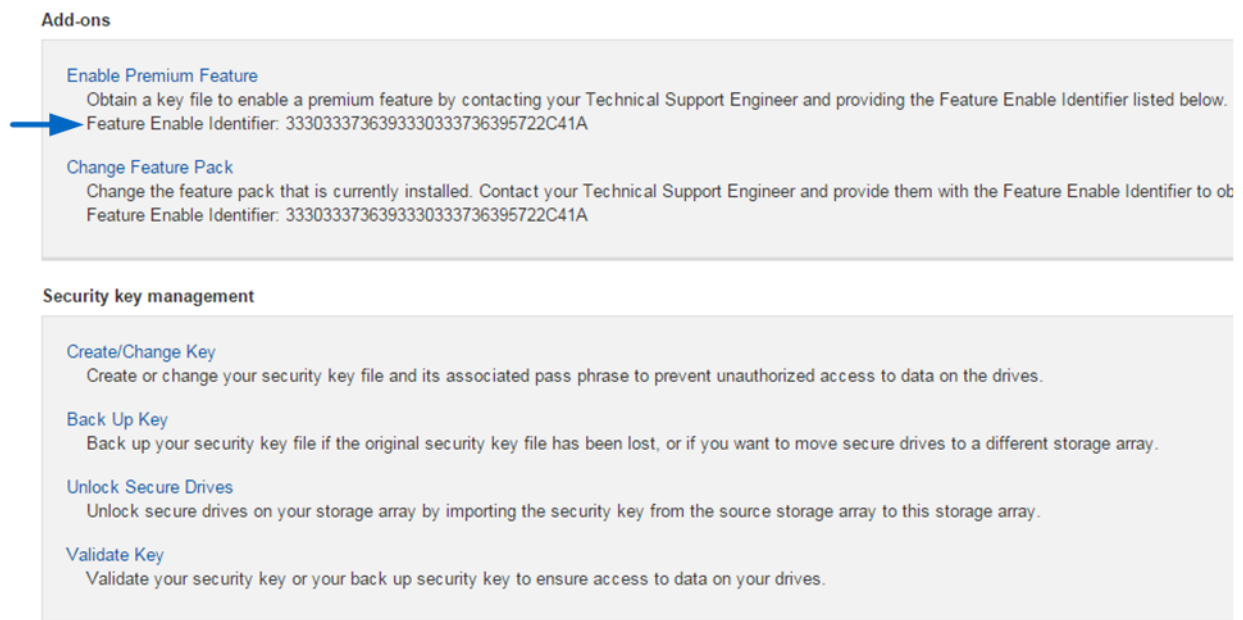 Add-ons
Enable Premium Feature
Obtain a key file to enable a premium feature by contacting your Technical Support Engineer and providing the Feature Enable Identifier listed below.
Feature Enable Identifier: 3330333736393330333736395722C41A
Change Feature Pack
Change the feature pack that is currently installed. Contact your Technical Support Engineer and provide them with the Feature Enable Identifier to ob
Feature Enable Identifier: 3330333736393330333736395722C41A
Security key management
Create/Change Key
Create or change your security key file and its associated pass phrase to prevent unauthorized access to data on the drives.
Back Up Key
Back up your security key file if the original security key file has been lost, or if you want to move secure drives to a different storage array.
Unlock Secure Drives
Unlock secure drives on your storage array by importing the security key from the source storage array to this storage array.
Validate Key
Validate your security key or your back up security key to ensure access to data on your drives.